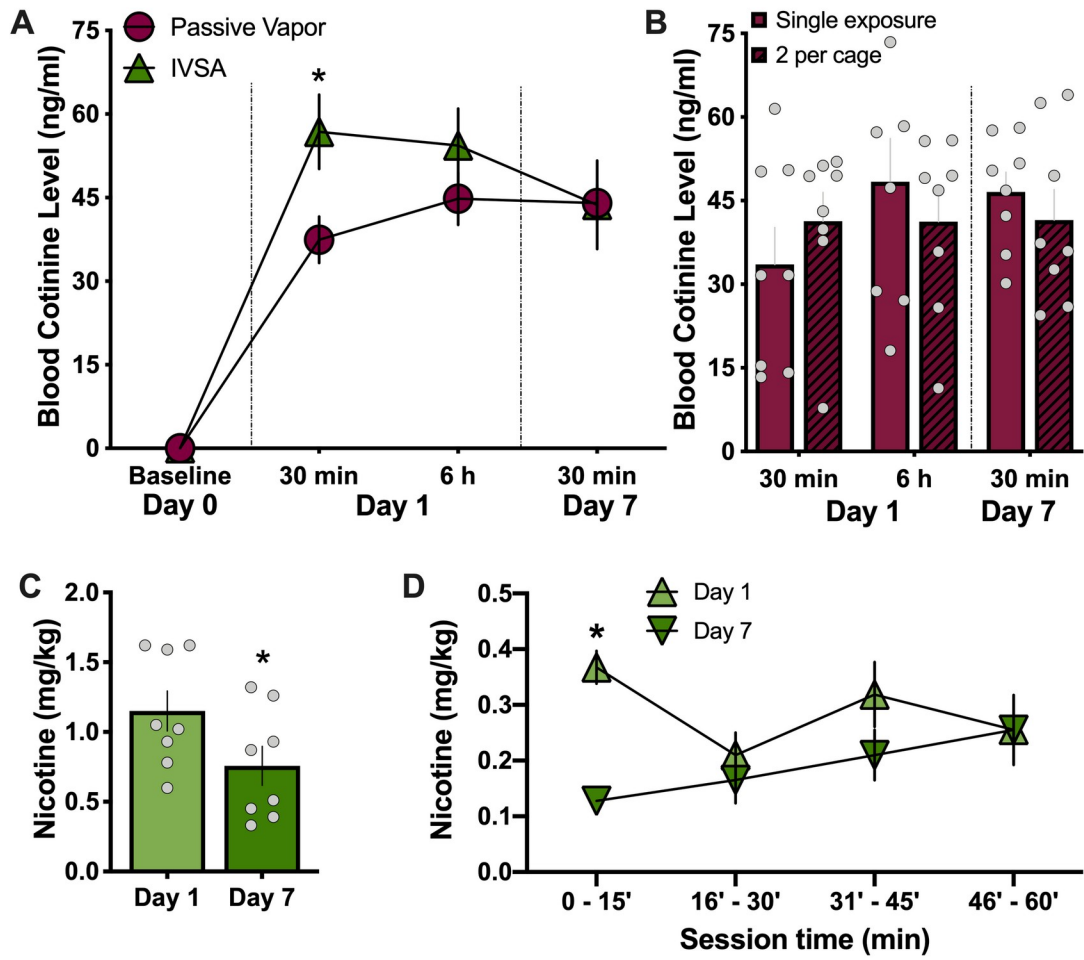 A
Passive Vapor
IVSA
Blood Cotinine Level (ng/ml)
75
60
45
30
15
0
*
Baseline 30 min 6 h 30 min
Day 0 Day 1 Day 7
B
Single exposure
2 per cage
Blood Cotinine Level (ng/ml)
75
60
45
30
15
0
30 min 6 h 30 min
Day 1 Day 7
C
Nicotine (mg/kg)
2.0
1.5
1.0
0.5
0.0
*
Day 1 Day 7
D
Day 1
Day 7
Nicotine (mg/kg)
0.5
0.4
0.3
0.2
0.1
0.0
*
0 - 15' 16' - 30' 31' - 45' 46' - 60'
Session time (min)